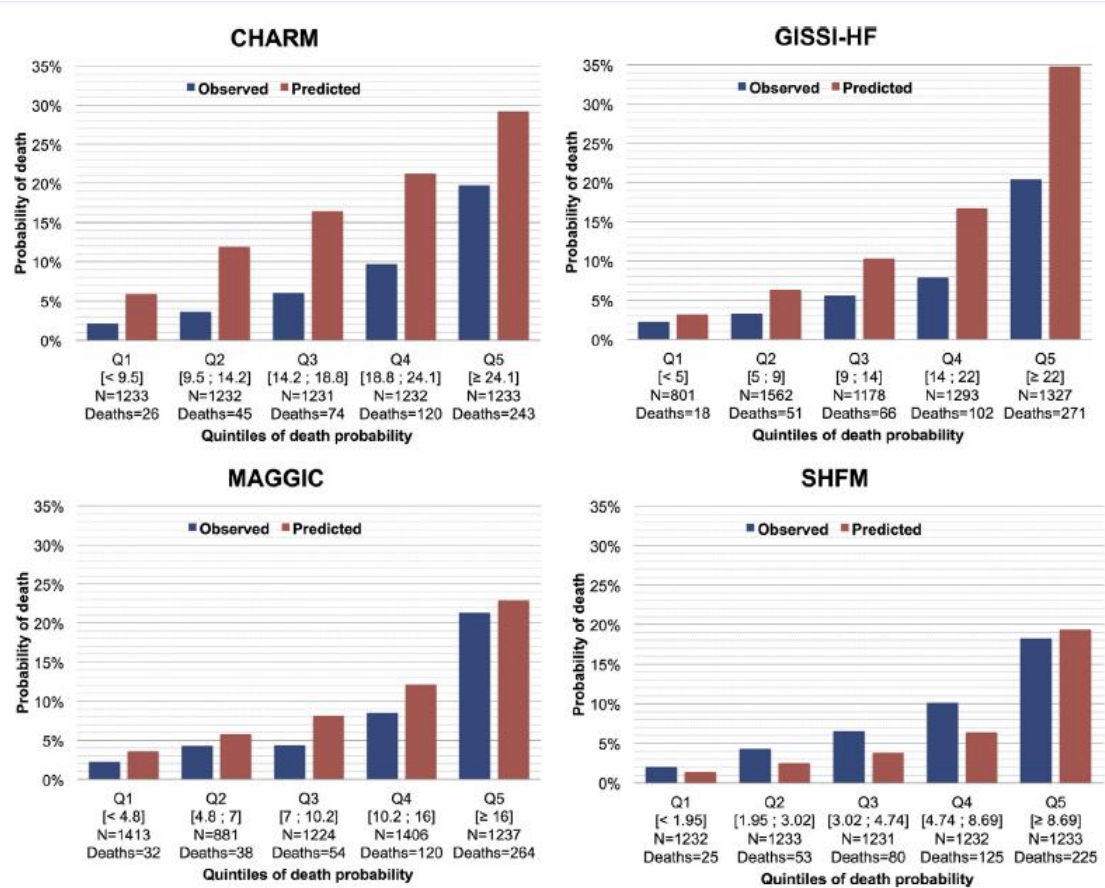 CHARM
35%
30%
25%
20%
15%
10%
5%
0%
Probability of death
Observed Predicted
Q1 Q2 Q3 Q4 Q5
[< 9.5] [9.5 ; 14.2] [14.2 ; 18.8] [18.8 ; 24.1] [≥ 24.1]
N=1233 N=1232 N=1231 N=1232 N=1233
Deaths=26 Deaths=45 Deaths=74 Deaths=120 Deaths=243
Quintiles of death probability
GISSI-HF
35%
30%
25%
20%
15%
10%
5%
0%
Probability of death
Observed Predicted
Q1 Q2 Q3 Q4 Q5
[< 5] [5 ; 9] [9 ; 14] [14 ; 22] [≥ 22]
N=801 N=1562 N=1178 N=1293 N=1327
Deaths=18 Deaths=51 Deaths=66 Deaths=102 Deaths=271
Quintiles of death probability
MAGGIC
35%
30%
25%
20%
15%
10%
5%
0%
Probability of death
Observed Predicted
Q1 Q2 Q3 Q4 Q5
[< 4.8] [4.8 ; 7] [7 ; 10.2] [10.2 ; 16] [≥ 16]
N=1413 N=881 N=1224 N=1406 N=1237
Deaths=32 Deaths=38 Deaths=54 Deaths=120 Deaths=264
Quintiles of death probability
SHFM
35%
30%
25%
20%
15%
10%
5%
0%
Probability of death
Observed Predicted
Q1 Q2 Q3 Q4 Q5
[< 1.95] [1.95 ; 3.02] [3.02 ; 4.74] [4.74 ; 8.69] [≥ 8.69]
N=1232 N=1233 N=1231 N=1232 N=1233
Deaths=25 Deaths=53 Deaths=80 Deaths=125 Deaths=225
Quintiles of death probability